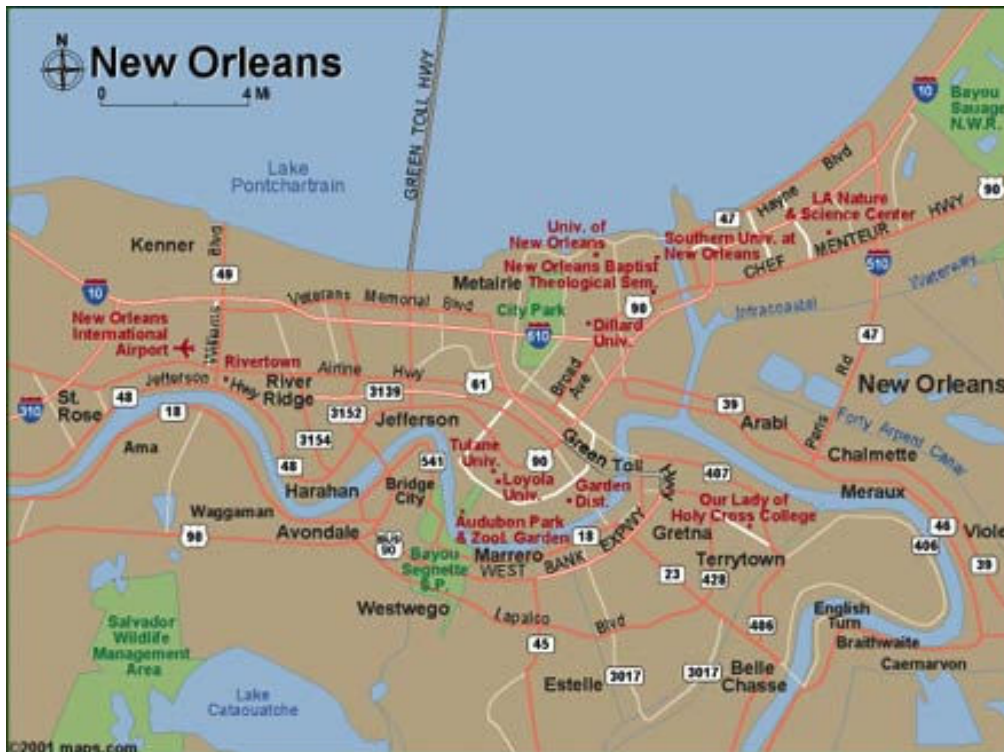 N
New Orleans
0 4 Mi
GREEN TOLL HWY
Lake
Pontchartrain
10
Bayou
Sauvage
N.W.R.
90
Hayne Blvd
47
LA Nature
& Science Center
CHEF MENTEUR HWY
Univ. of
New Orleans
Southern Univ. at
New Orleans
New Orleans Baptist
Theological Sem.
Kenner
Blvd
49
Metairie
City Park
90
510
Intracoastal Waterway
10
Veterans Memorial Blvd
610
Dillard
Univ.
47
New Orleans
International
Airport
Rivertown
Airline Hwy
61
Broad
Ave
Paris Rd
New Orleans
Jefferson Hwy
River
Ridge
3139
St.
Rose
48
310
18
3152
Jefferson
39
Arabi
Forty Arpent Canal
Ama
3154
Tulane
Univ.
90
Green Toll Hwy
Chalmette
48
541
Loyola
Univ.
407
Harahan
Bridge
City
Garden
Dist.
Meraux
Our Lady of
Holy Cross College
Waggaman
Avondale
Audubon Park
& Zool. Garden
18
Gretna
46
90
BUS
90
Marrero
406
Bayou
Segnette
S.P.
WEST BANK EXPWY
Terrytown
39
23
428
Westwego
Lapalco Blvd
English
Turn
Salvador
Wildlife
Management
Area
406
Braithwaite
45
Caernarvon
3017
3017
Belle
Chasse
Estelle
Lake
Cataouatche
©2001 maps.com